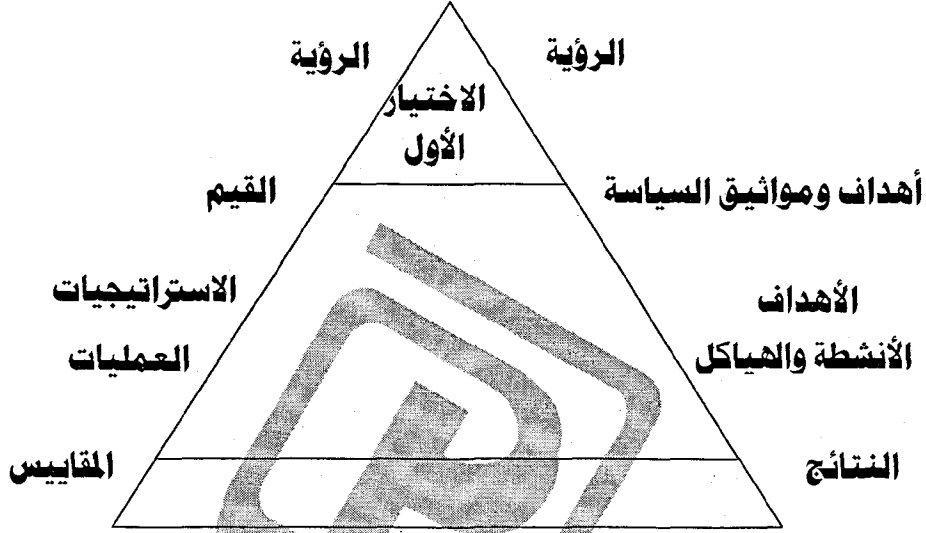 الرؤية
الرؤية
الاختيار
الأول
أهداف ومواثيق السياسة
القيم
الأهداف
الاستراتيجيات
الأنشطة والهياكل
العمليات
النتائج
المقاييس